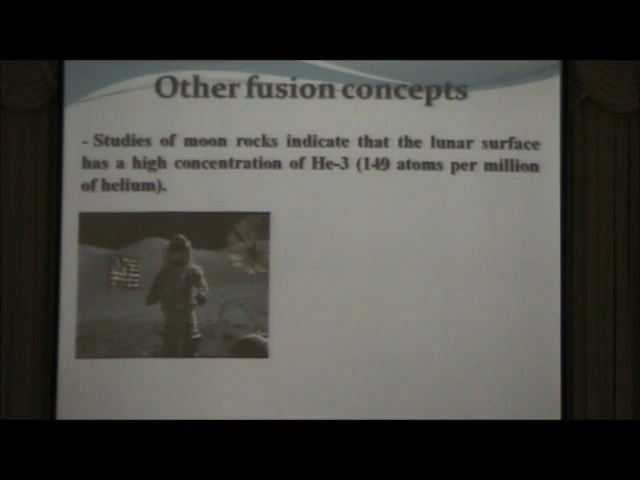 Other fusion concepts
- Studies of moon rocks indicate that the lunar surface
has a high concentration of He-3 (149 atoms per million
of helium).